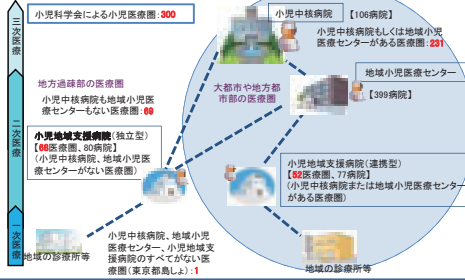 三次医療
二次医療
一次医療
小児科学会による小児医療圏：300
小児中核病院
【106病院】
小児中核病院もしくは地域小児
医療センターがある医療圏：231
地域小児医療センター
【399病院】
地方過疎部の医療圏
小児中核病院も地域小児医
療センターもない医療圏：69
大都市や地方都
市部の医療圏
小児地域支援病院（独立型）
【68医療圏、80病院】
（小児中核病院、地域小児医
療センターがない医療圏）
小児地域支援病院（連携型）
【52医療圏、77病院】
（小児中核病院または地域小児医療センター
がある医療圏）
小児中核病院、地域小児
医療センター、小児地域支
援病院のすべてがない医
療圏（東京都島しょ）：1
地域の診療所等
地域の診療所等